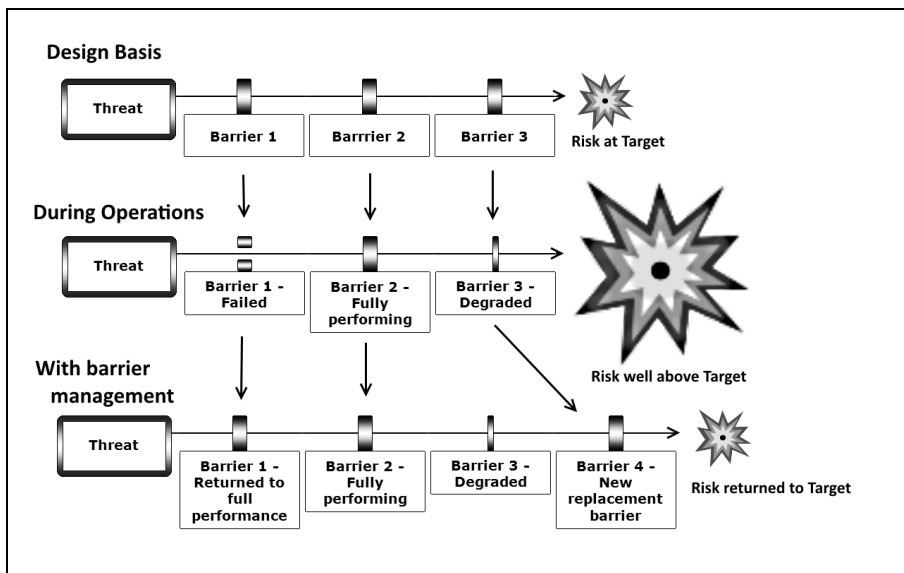 Design Basis
Threat
Barrier 1
Barrrier 2
Barrier 3
Risk at Target
During Operations
Threat
Barrier 1 -
Failed
Barrier 2 -
Fully
performing
Barrier 3 -
Degraded
Risk well above Target
With barrier
management
Threat
Barrier 1 -
Returned to
full
performance
Barrier 2 -
Fully
performing
Barrier 3 -
Degraded
Barrier 4 -
New
replacement
barrier
Risk returned to Target